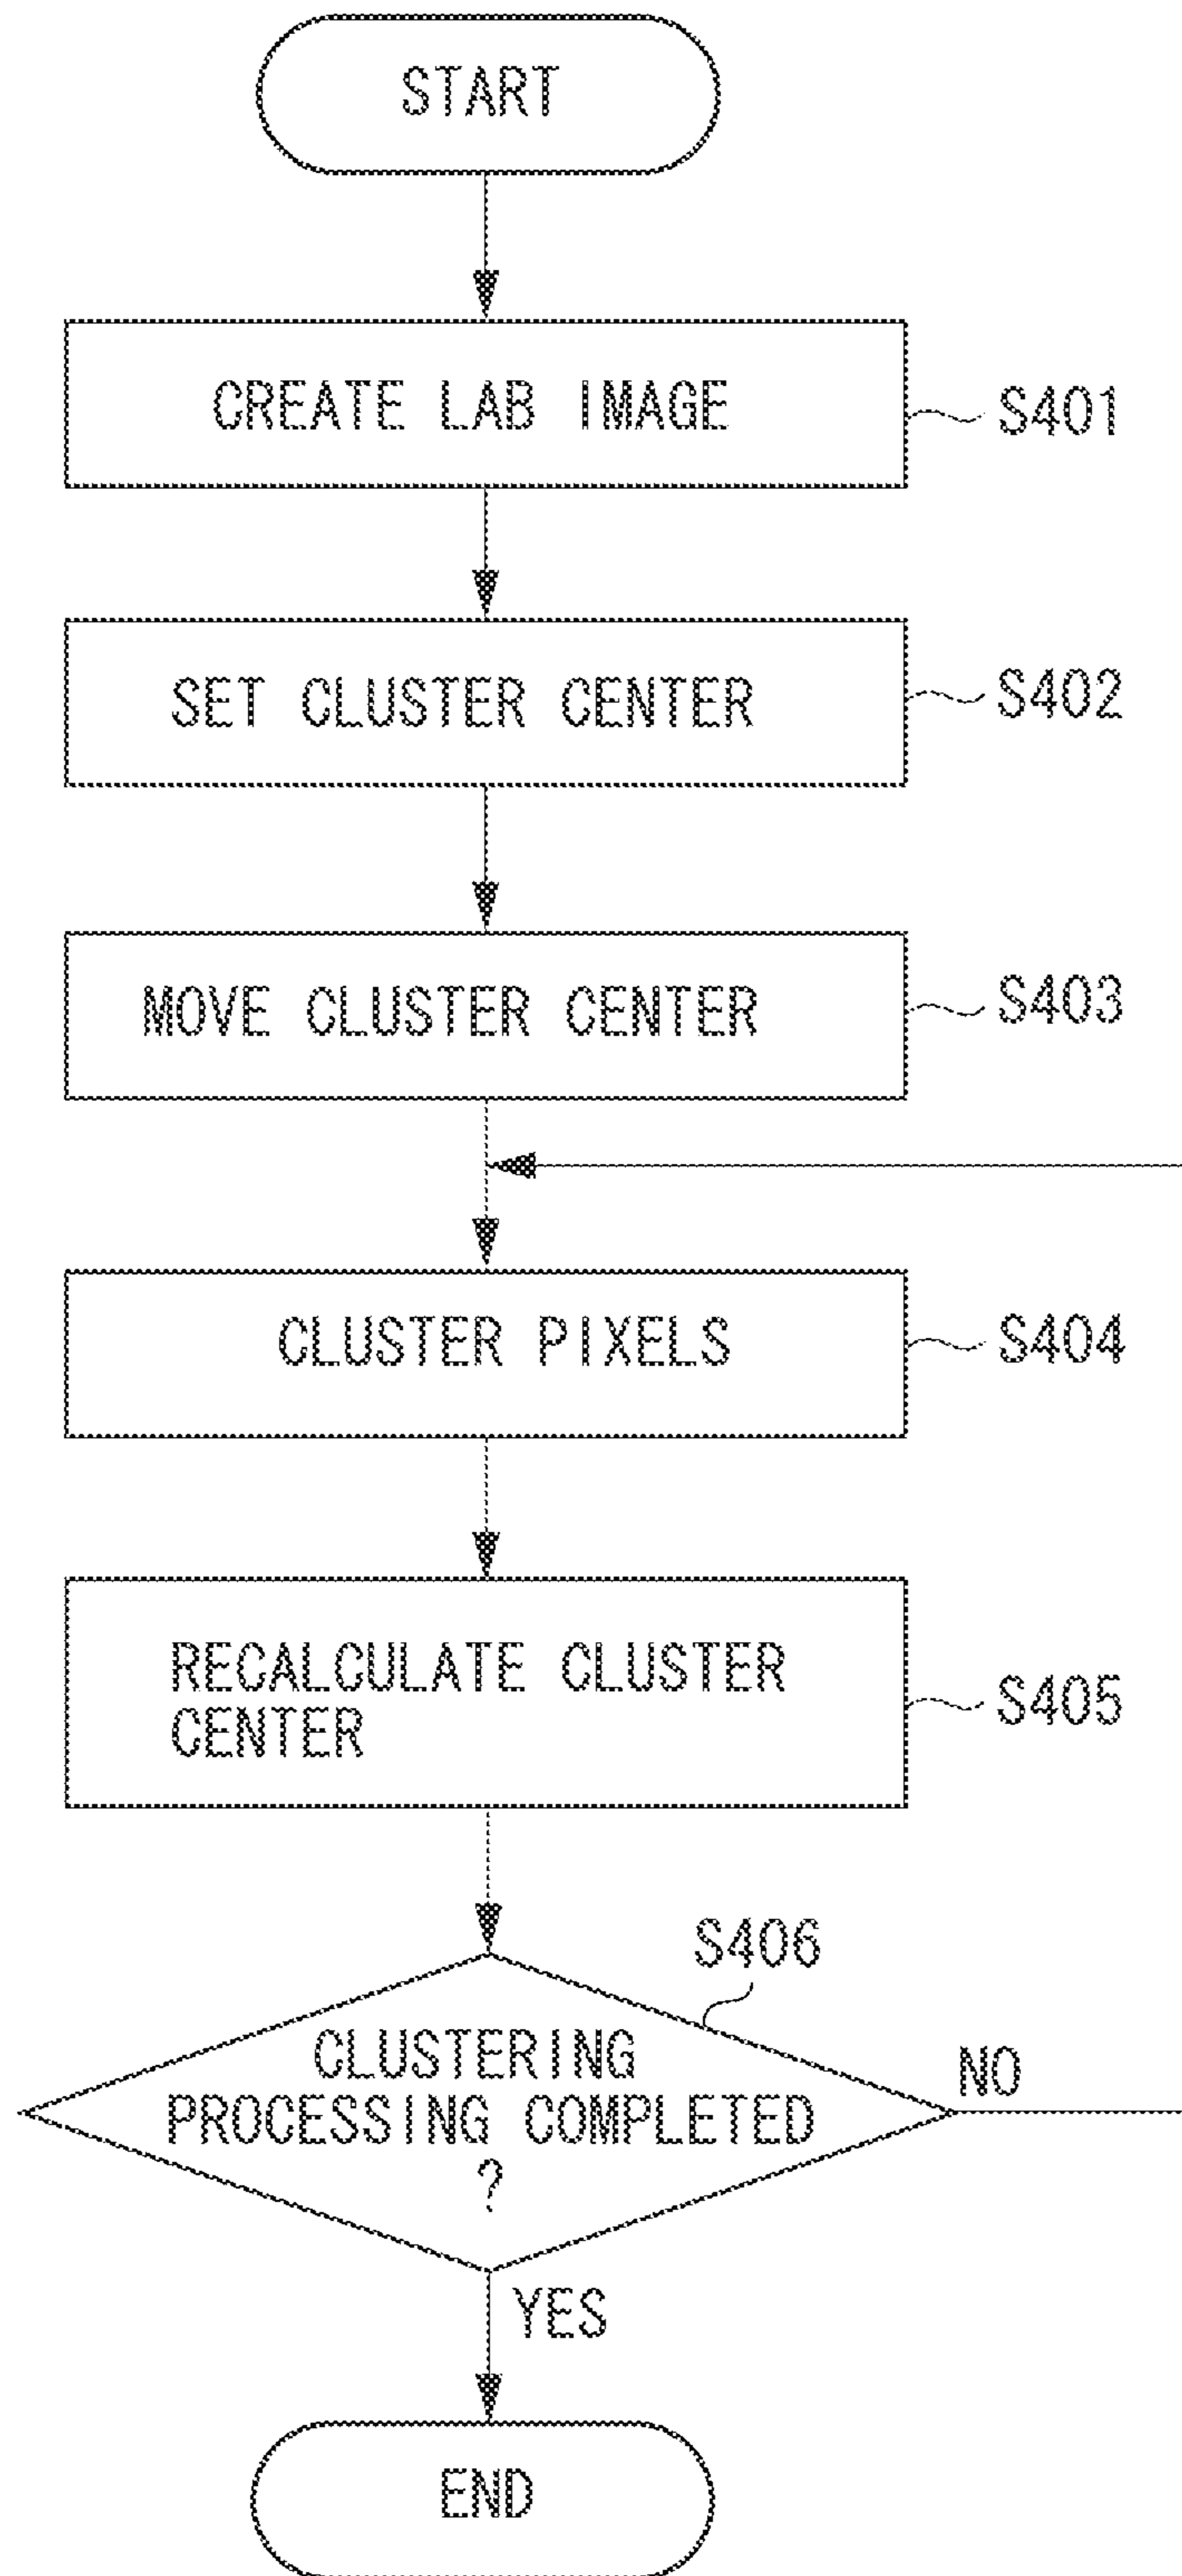 START
CREATE LAB IMAGE
S401
SET CLUSTER CENTER
S402
MOVE CLUSTER CENTER
S403
CLUSTER PIXELS
S404
RECALCULATE CLUSTER
CENTER
S405
S406
CLUSTERING
PROCESSING COMPLETED
?
NO
YES
END